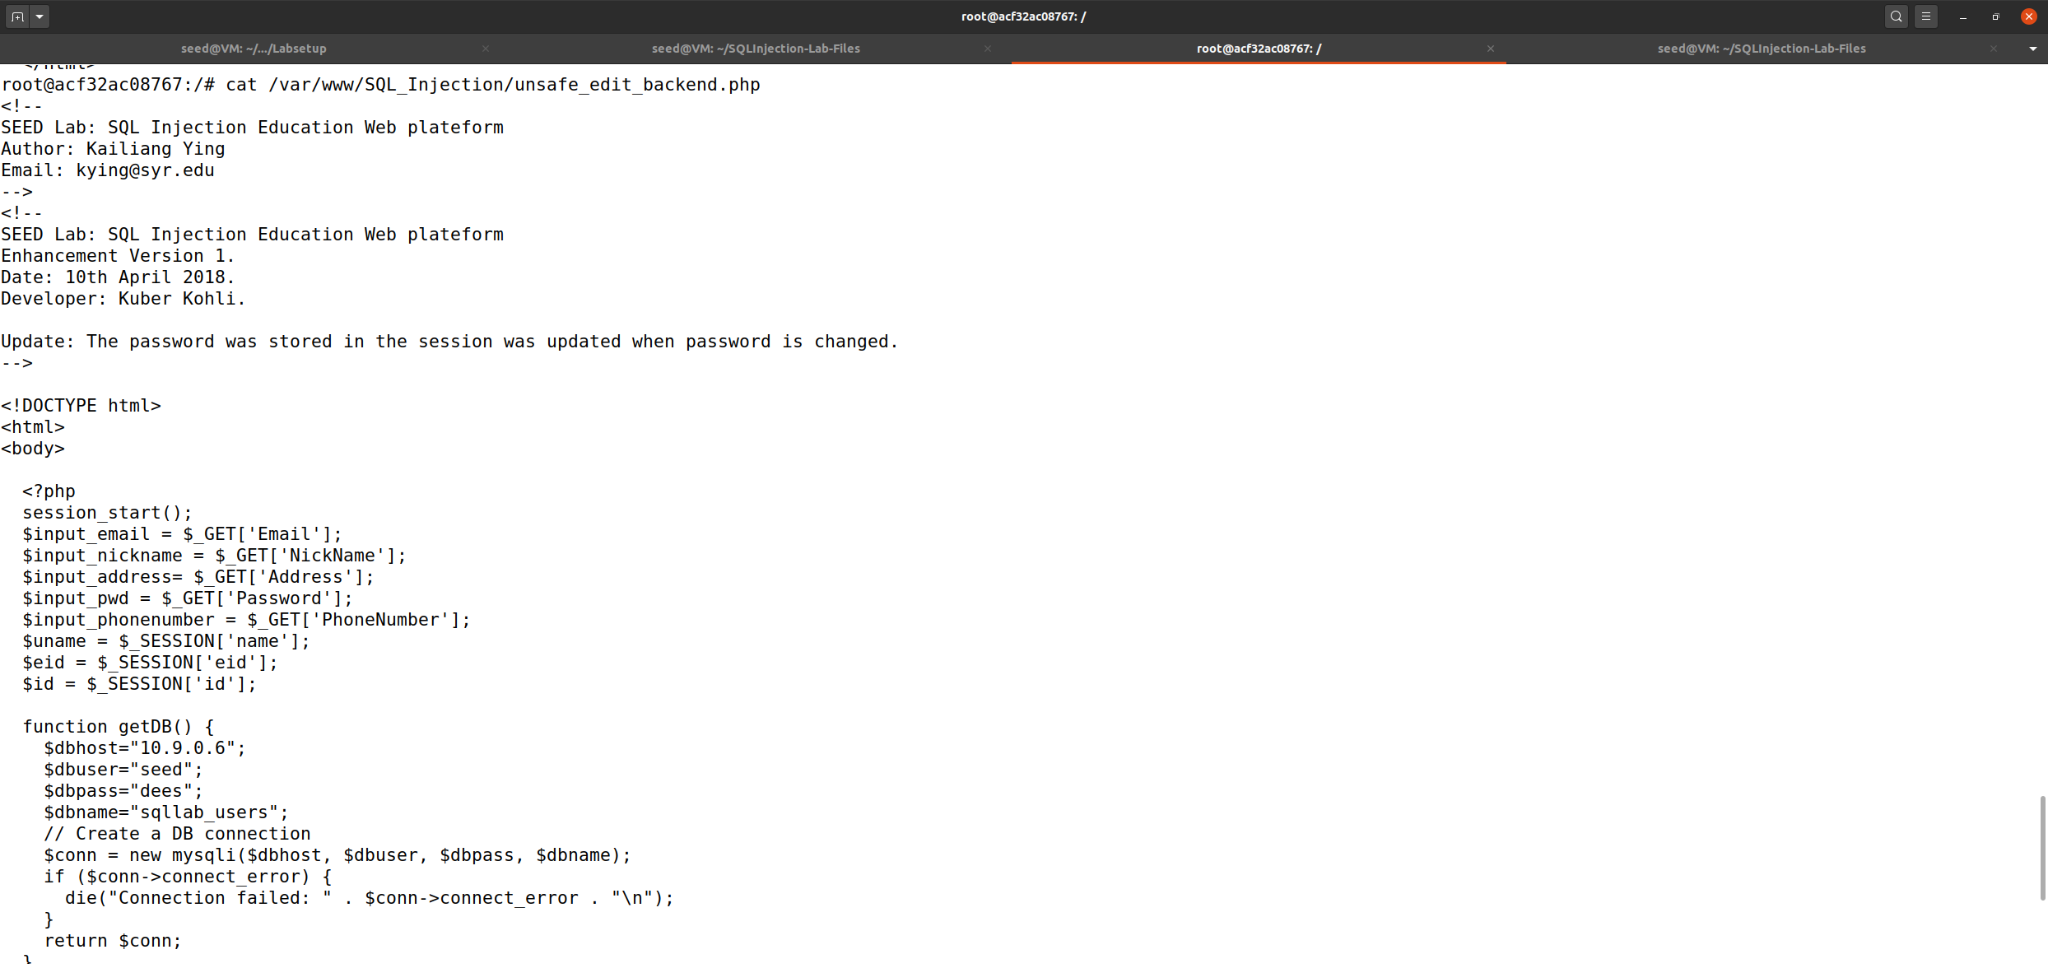 root@acf32ac08767: /
seed@VM: ~/.../Labsetup
seed@VM: ~/SQLInjection-Lab-Files
root@acf32ac08767: /
seed@VM: ~/SQLInjection-Lab-Files
</html>
root@acf32ac08767:/# cat /var/www/SQL_Injection/unsafe_edit_backend.php
<!--
SEED Lab: SQL Injection Education Web plateform
Author: Kailiang Ying
Email: kying@syr.edu
-->
<!--
SEED Lab: SQL Injection Education Web plateform
Enhancement Version 1.
Date: 10th April 2018.
Developer: Kuber Kohli.

Update: The password was stored in the session was updated when password is changed.
-->

<!DOCTYPE html>
<html>
<body>

  <?php
  session_start();
  $input_email = $_GET['Email'];
  $input_nickname = $_GET['NickName'];
  $input_address= $_GET['Address'];
  $input_pwd = $_GET['Password'];
  $input_phonenumber = $_GET['PhoneNumber'];
  $uname = $_SESSION['name'];
  $eid = $_SESSION['eid'];
  $id = $_SESSION['id'];

  function getDB() {
    $dbhost="10.9.0.6";
    $dbuser="seed";
    $dbpass="dees";
    $dbname="sqllab_users";
    // Create a DB connection
    $conn = new mysqli($dbhost, $dbuser, $dbpass, $dbname);
    if ($conn->connect_error) {
      die("Connection failed: " . $conn->connect_error . "\n");
    }
    return $conn;
  }